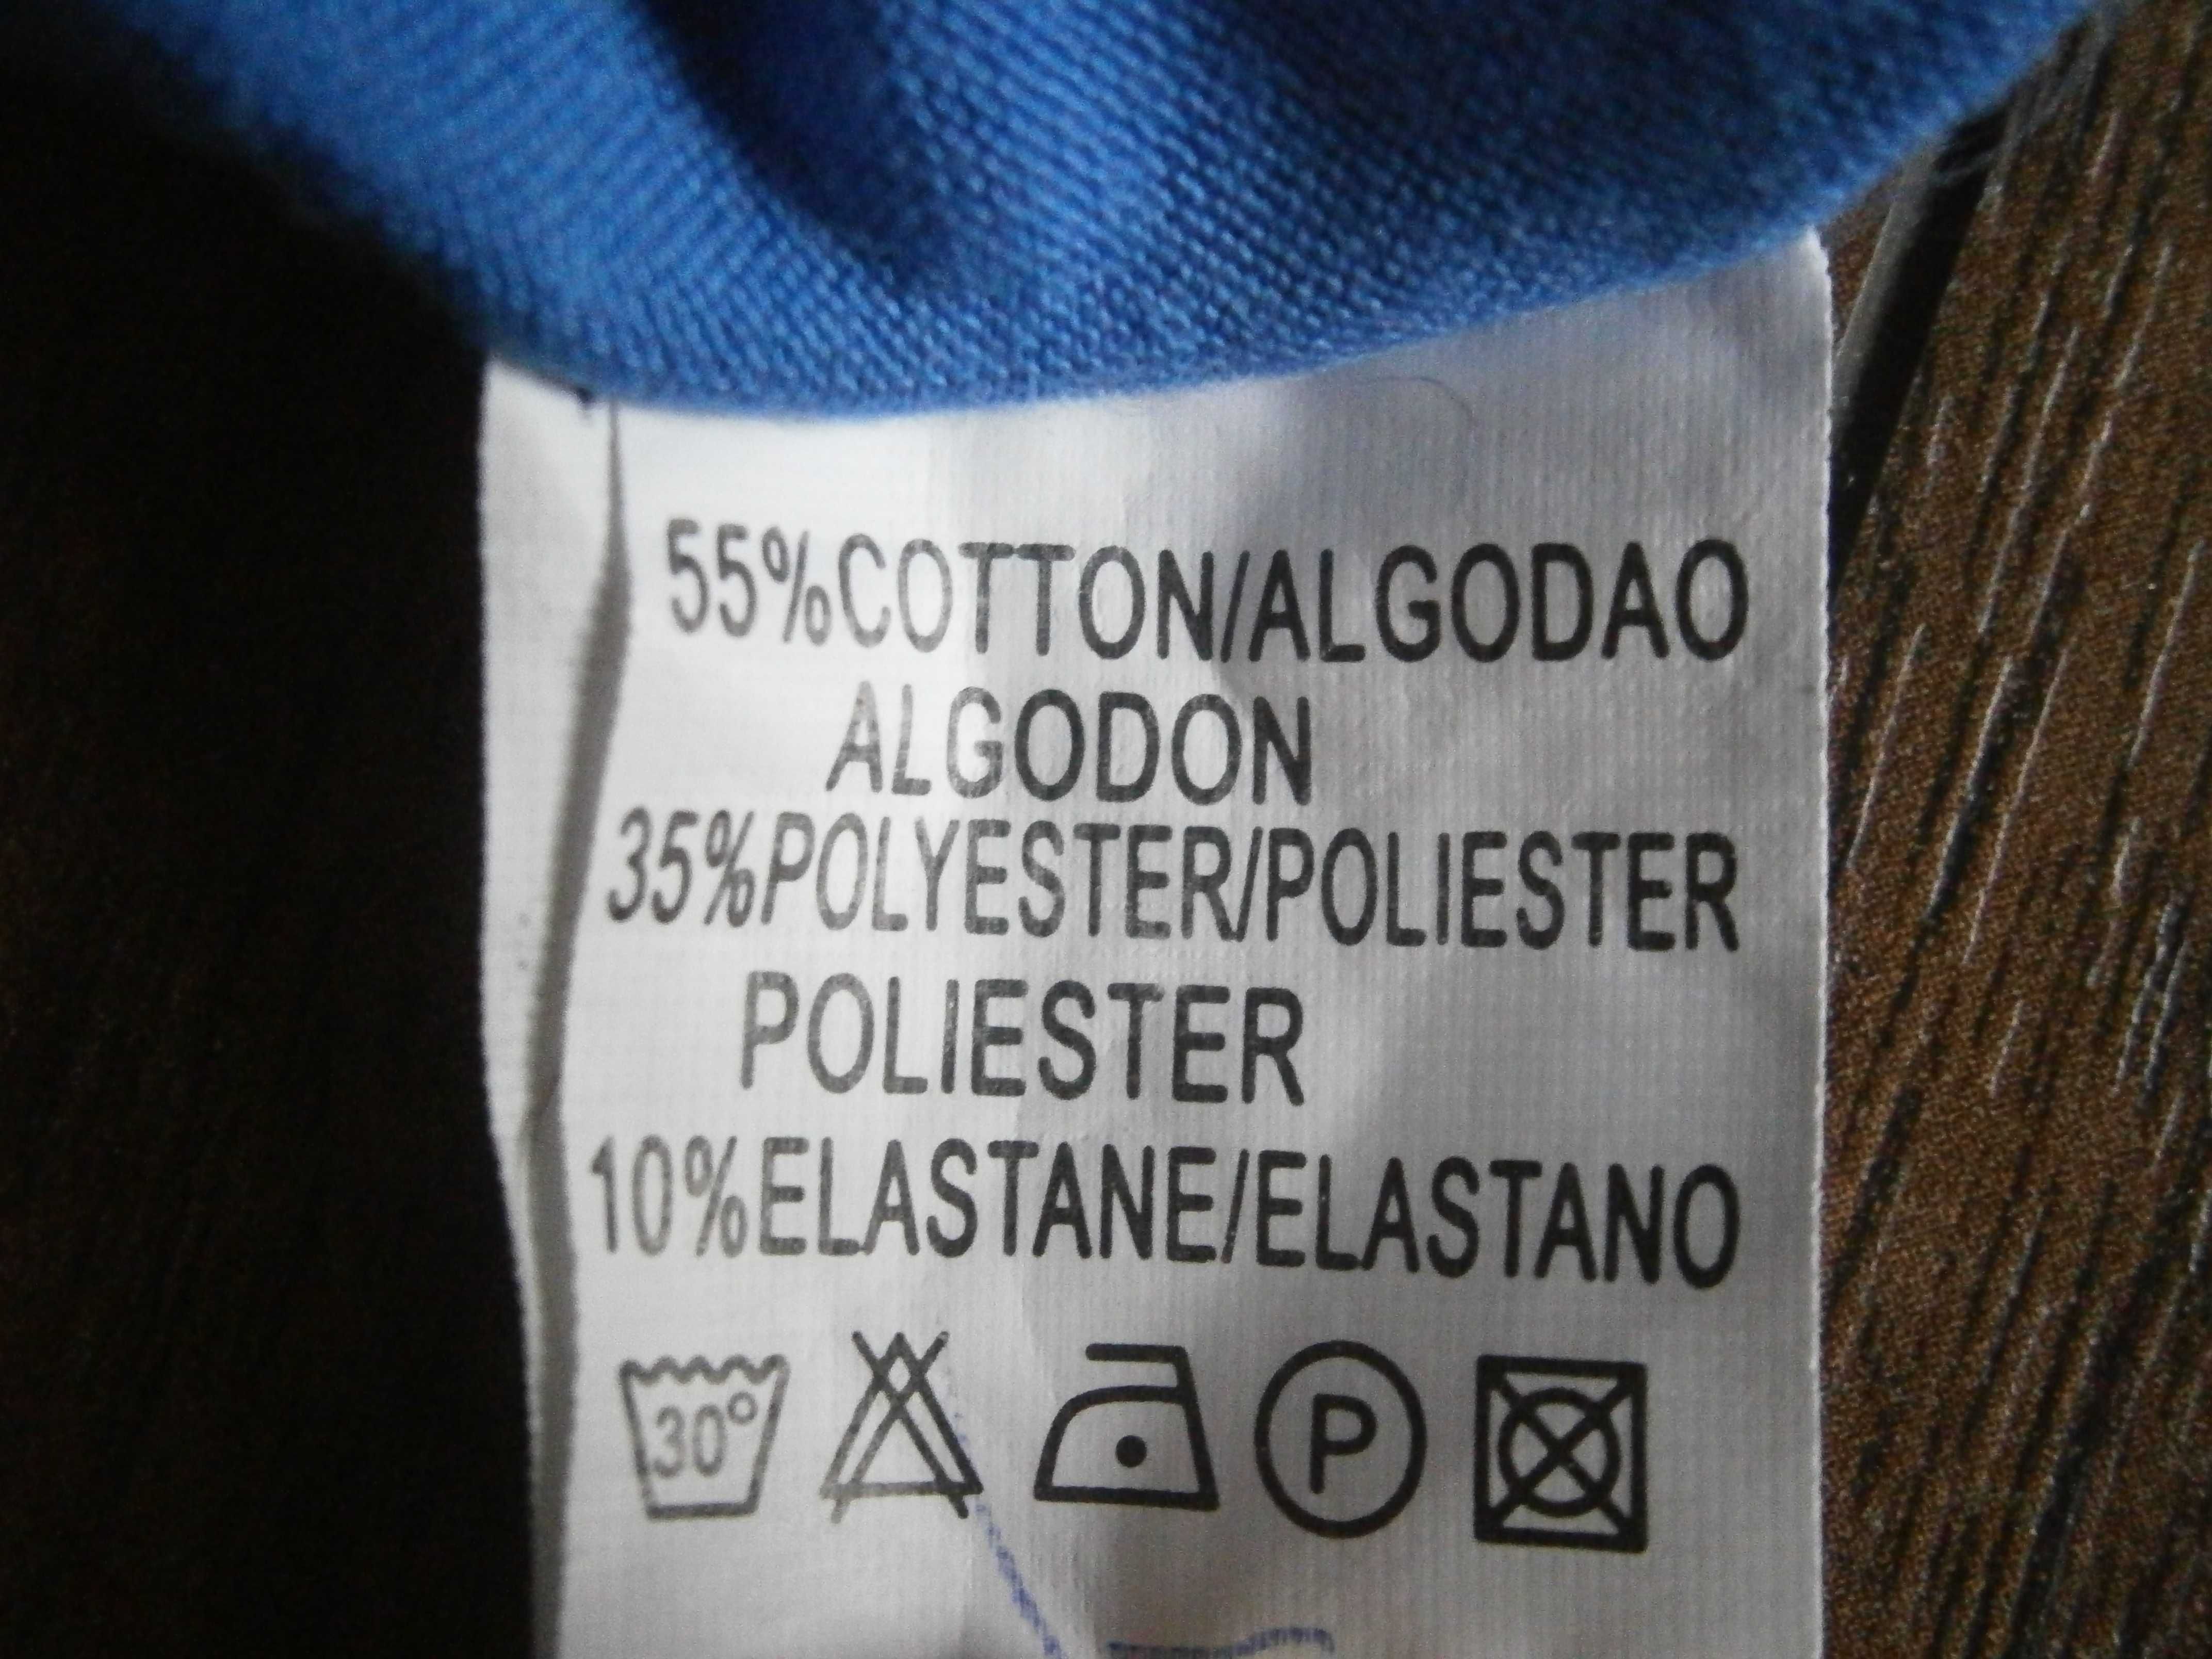 55%COTTON/ALGODAO
ALGODON
35%POLYESTER/POLIESTER
POLIESTER
10%ELASTANE/ELASTANO
30° P